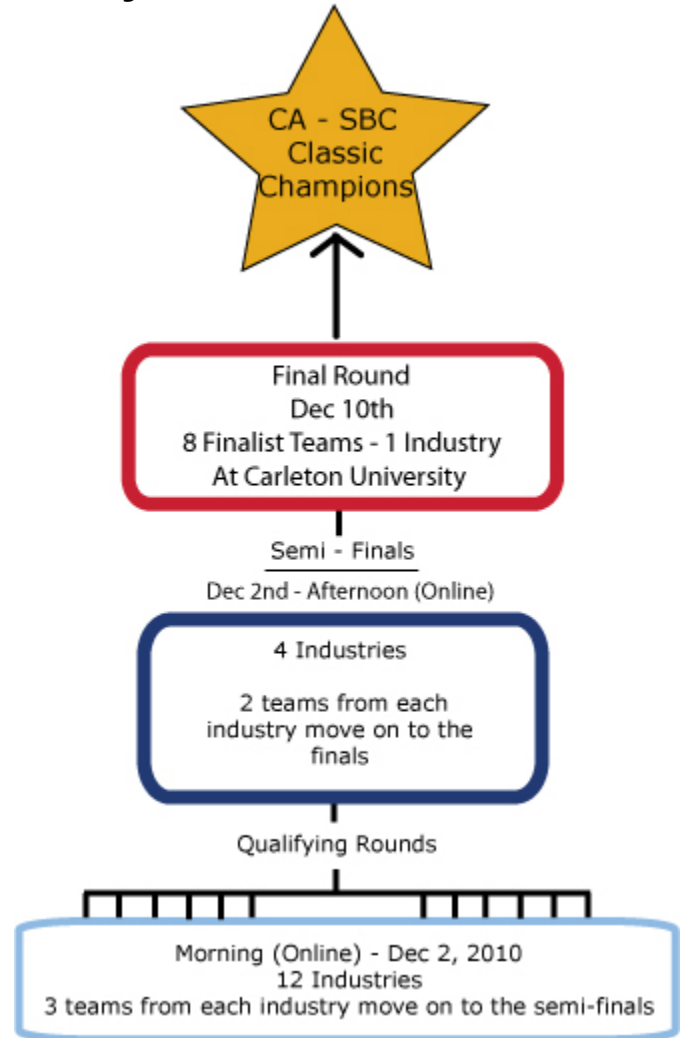 CA - SBC
Classic
Champions
Final Round
Dec 10th
8 Finalist Teams - 1 Industry
At Carleton University
Semi - Finals
Dec 2nd - Afternoon (Online)
4 Industries
2 teams from each
industry move on to the
finals
Qualifying Rounds
Morning (Online) - Dec 2, 2010
12 Industries
3 teams from each industry move on to the semi-finals